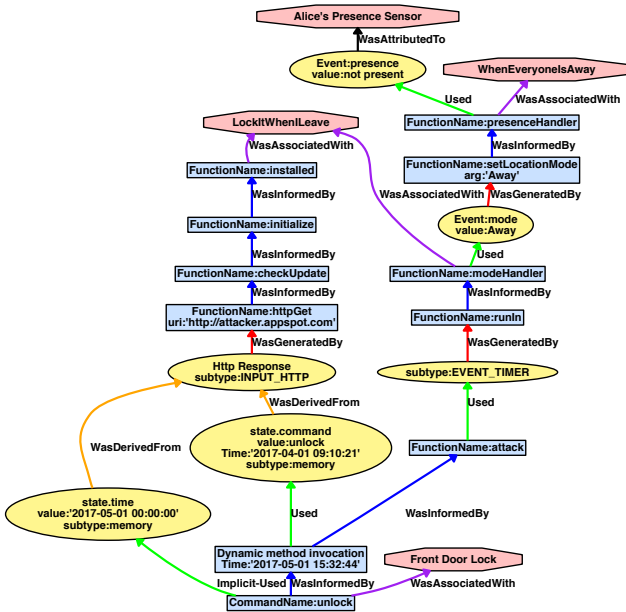 Alice's Presence Sensor
WasAttributedTo
Event:presence
value:not present
WhenEveryoneIsAway
Used
WasAssociatedWith
LockItWhenILeave
FunctionName:presenceHandler
WasAssociatedWith
WasInformedBy
FunctionName:installed
FunctionName:setLocationMode
arg:'Away'
WasInformedBy
WasAssociatedWith
WasGeneratedBy
FunctionName:initialize
Event:mode
value:Away
WasInformedBy
Used
FunctionName:checkUpdate
FunctionName:modeHandler
WasInformedBy
WasInformedBy
FunctionName:httpGet
uri:'http://attacker.appspot.com'
FunctionName:runIn
WasGeneratedBy
WasGeneratedBy
Http Response
subtype:INPUT_HTTP
subtype:EVENT_TIMER
WasDerivedFrom
Used
state.command
value:unlock
Time:'2017-04-01 09:10:21'
subtype:memory
WasDerivedFrom
FunctionName:attack
state.time
value:'2017-05-01 00:00:00'
subtype:memory
Used
WasInformedBy
Dynamic method invocation
Time:'2017-05-01 15:32:44'
Front Door Lock
Implicit-Used
WasInformedBy
WasAssociatedWith
CommandName:unlock